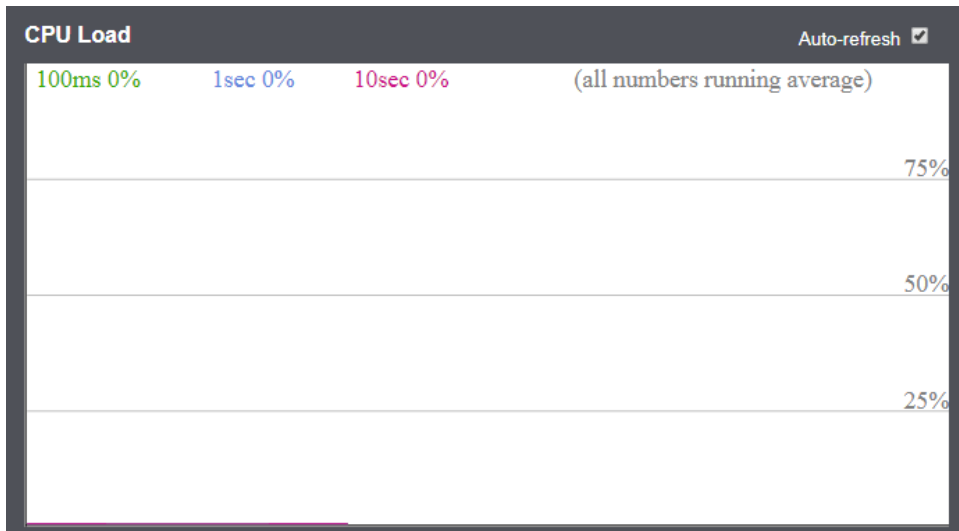 CPU Load
Auto-refresh
100ms 0% 1sec 0% 10sec 0% (all numbers running average)
75%
50%
25%